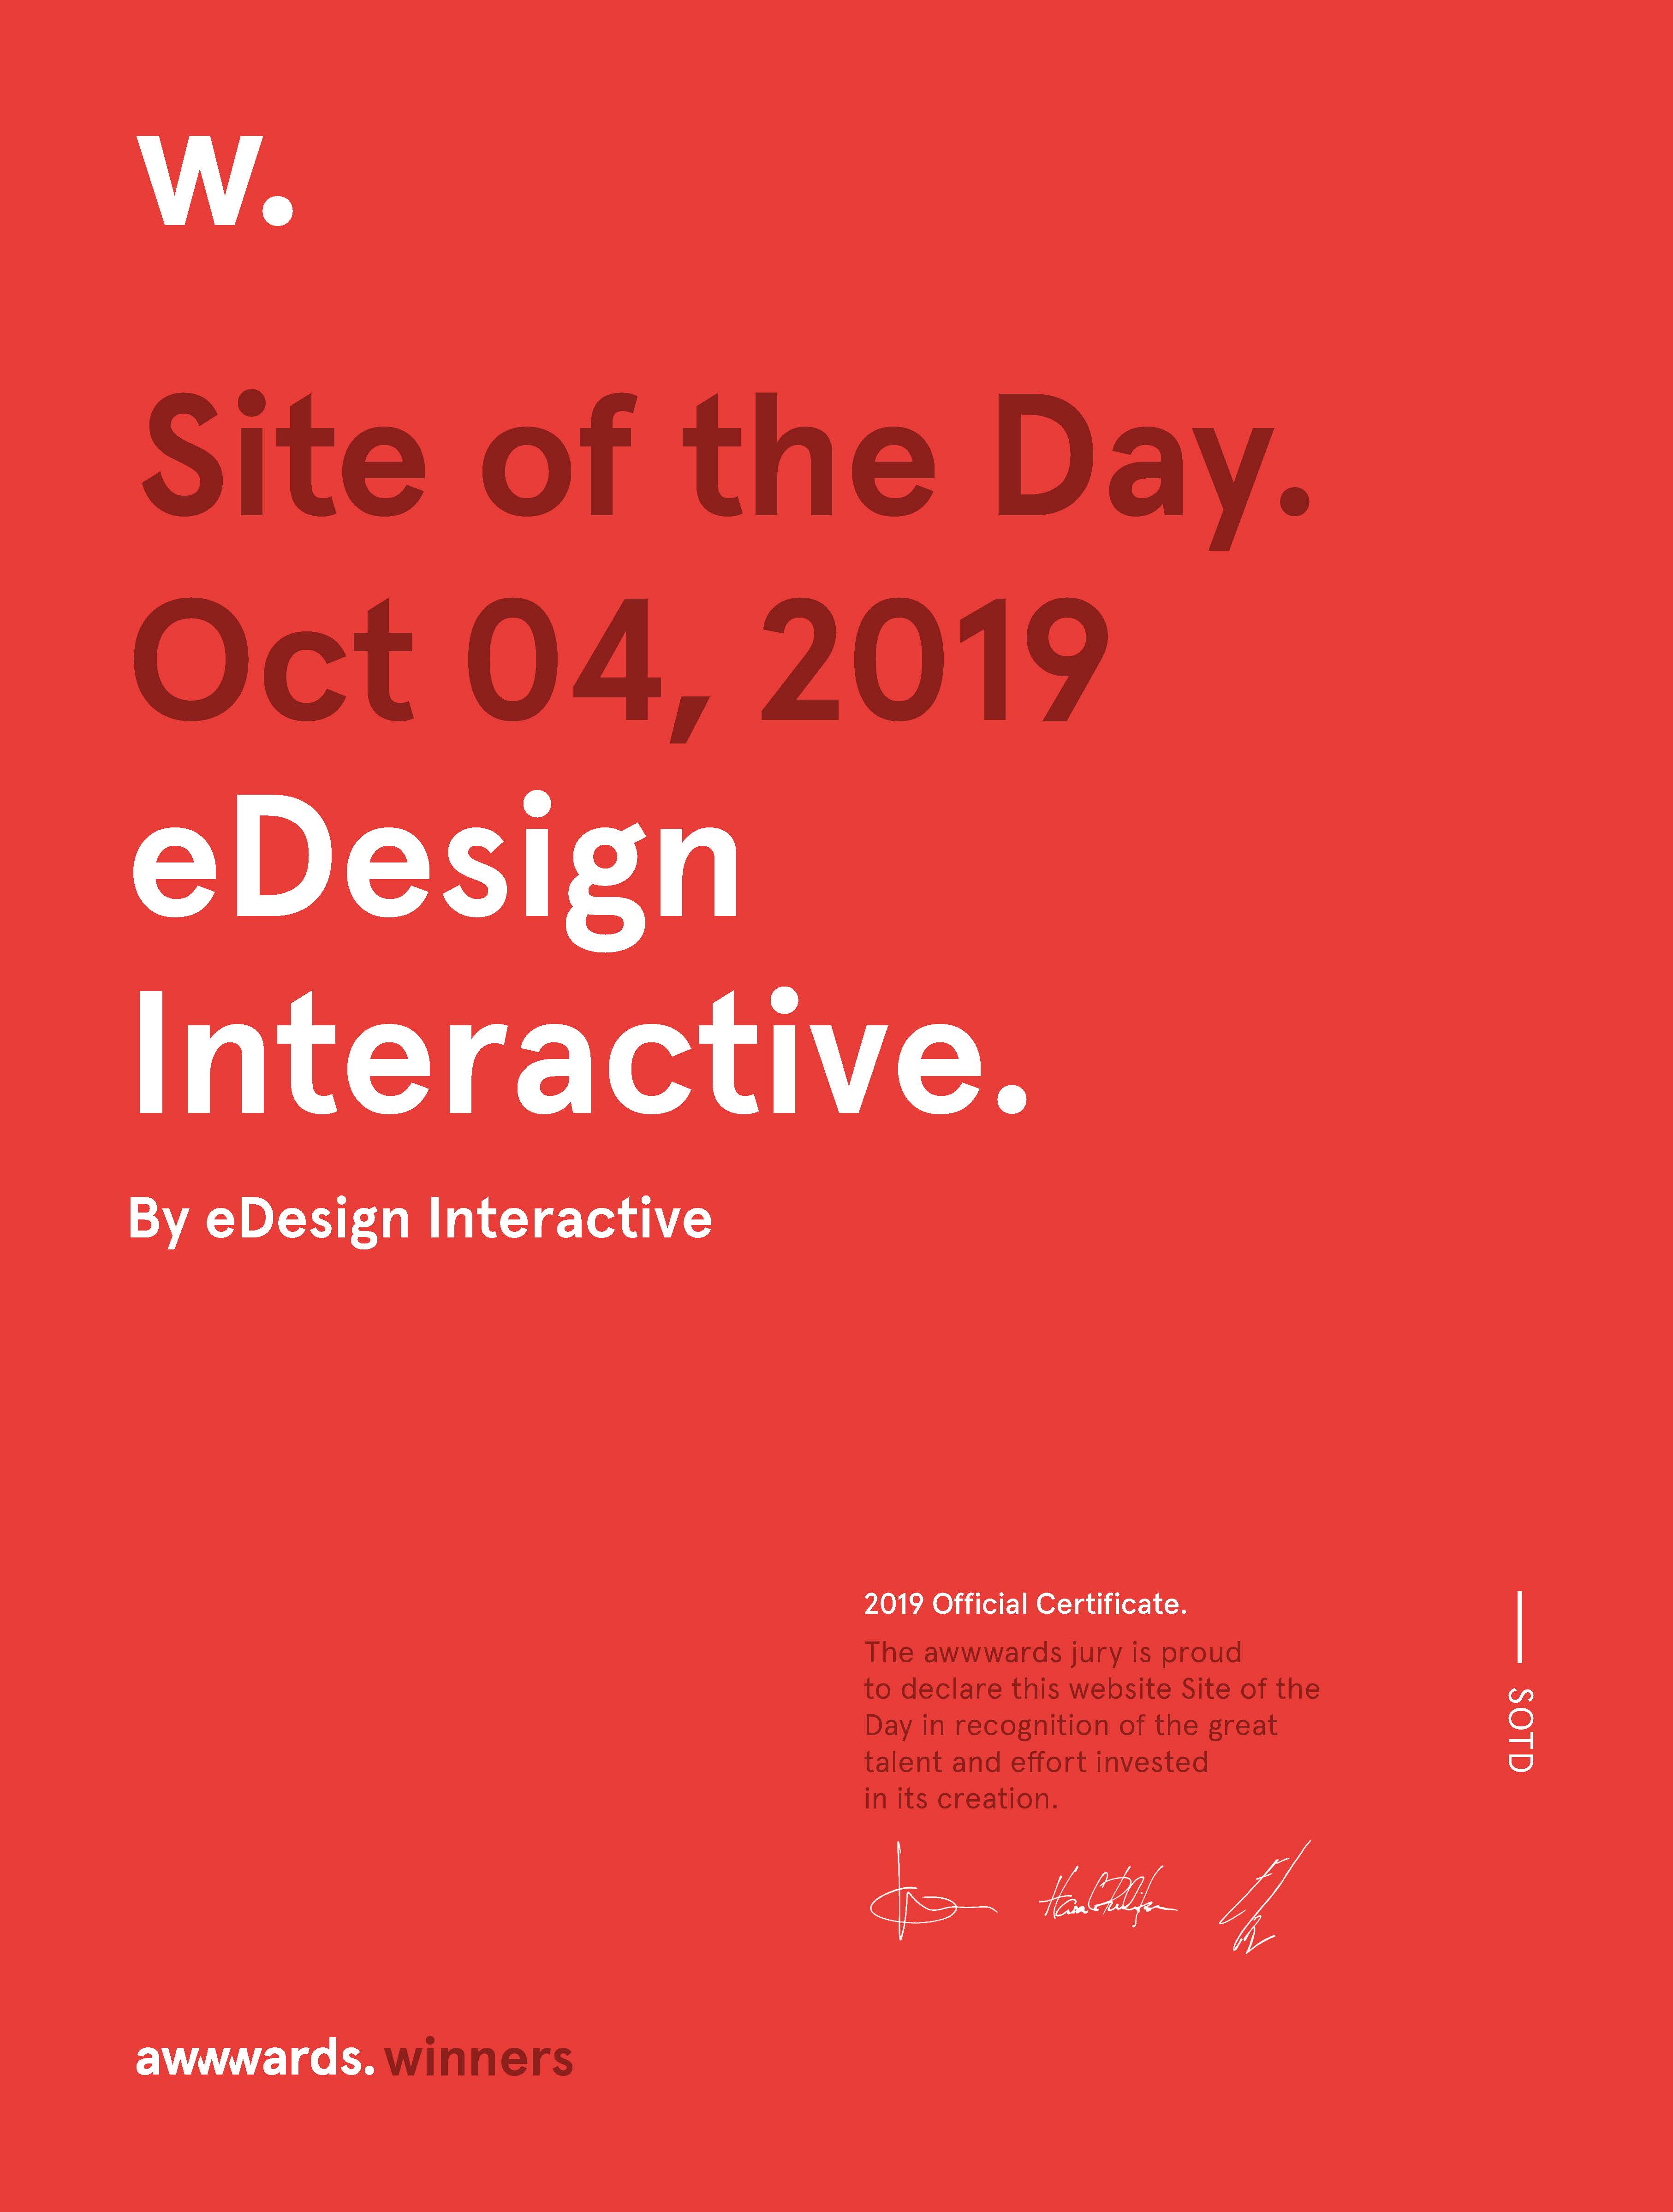 w.
Site of the Day.
Oct 04, 2019
eDesign
Interactive.
By eDesign Interactive
2019 Official Certificate.
The awwwards jury is proud
to declare this website Site of the
Day in recognition of the great
talent and effort invested
in its creation.
SOTD
awwwards. winners